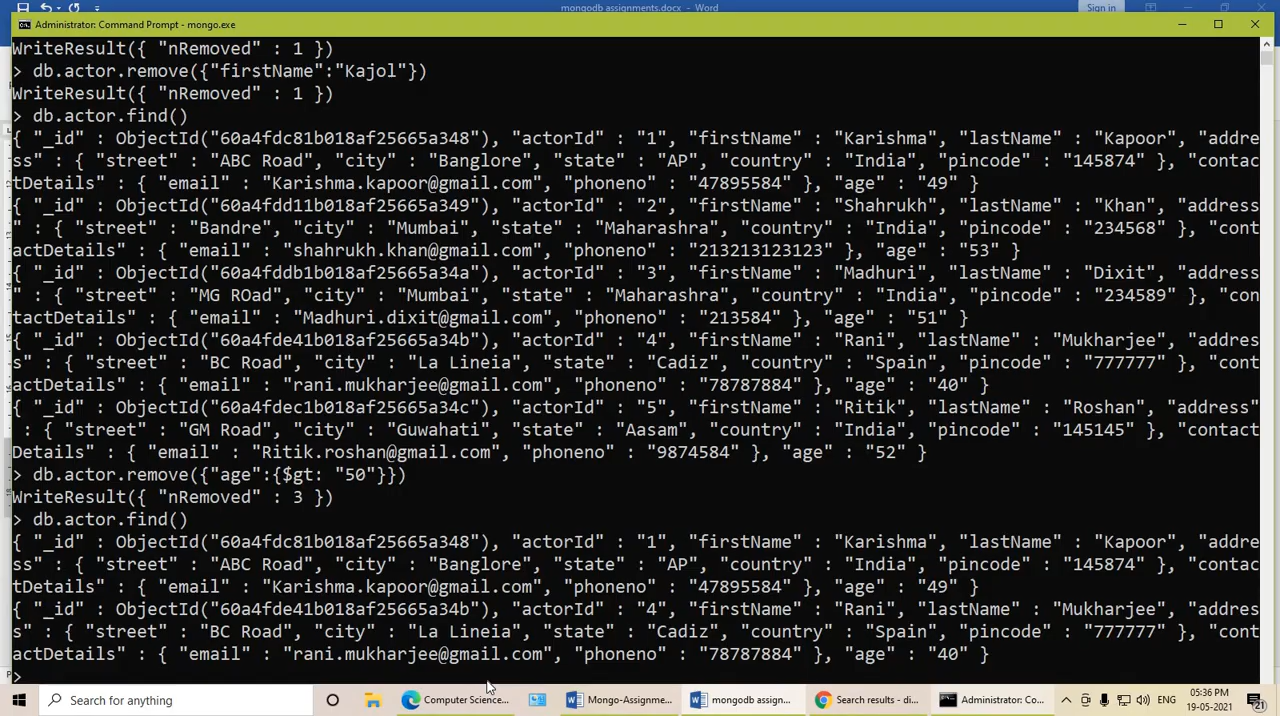 mongodb assignments.docx - Word
Sign in
Administrator: Command Prompt - mongo.exe
WriteResult({ "nRemoved" : 1 })
> db.actor.remove({"firstName":"Kajol"})
WriteResult({ "nRemoved" : 1 })
> db.actor.find()
{ "_id" : ObjectId("60a4fdc81b018af25665a348"), "actorId" : "1", "firstName" : "Karishma", "lastName" : "Kapoor", "addre
ss" : { "street" : "ABC Road", "city" : "Banglore", "state" : "AP", "country" : "India", "pincode" : "145874" }, "contac
tDetails" : { "email" : "Karishma.kapoor@gmail.com", "phoneno" : "47895584" }, "age" : "49" }
{ "_id" : ObjectId("60a4fdd11b018af25665a349"), "actorId" : "2", "firstName" : "Shahrukh", "lastName" : "Khan", "address
" : { "street" : "Bandre", "city" : "Mumbai", "state" : "Maharashra", "country" : "India", "pincode" : "234568" }, "cont
actDetails" : { "email" : "shahrukh.khan@gmail.com", "phoneno" : "213213123123" }, "age" : "53" }
{ "_id" : ObjectId("60a4fddb1b018af25665a34a"), "actorId" : "3", "firstName" : "Madhuri", "lastName" : "Dixit", "address
" : { "street" : "MG ROad", "city" : "Mumbai", "state" : "Maharashra", "country" : "India", "pincode" : "234589" }, "con
tactDetails" : { "email" : "Madhuri.dixit@gmail.com", "phoneno" : "213584" }, "age" : "51" }
{ "_id" : ObjectId("60a4fde41b018af25665a34b"), "actorId" : "4", "firstName" : "Rani", "lastName" : "Mukharjee", "addres
s" : { "street" : "BC Road", "city" : "La Lineia", "state" : "Cadiz", "country" : "Spain", "pincode" : "777777" }, "cont
actDetails" : { "email" : "rani.mukharjee@gmail.com", "phoneno" : "78787884" }, "age" : "40" }
{ "_id" : ObjectId("60a4fdec1b018af25665a34c"), "actorId" : "5", "firstName" : "Ritik", "lastName" : "Roshan", "address"
 : { "street" : "GM Road", "city" : "Guwahati", "state" : "Aasam", "country" : "India", "pincode" : "145145" }, "contact
Details" : { "email" : "Ritik.roshan@gmail.com", "phoneno" : "9874584" }, "age" : "52" }
> db.actor.remove({"age":{$gt: "50"}})
WriteResult({ "nRemoved" : 3 })
> db.actor.find()
{ "_id" : ObjectId("60a4fdc81b018af25665a348"), "actorId" : "1", "firstName" : "Karishma", "lastName" : "Kapoor", "addre
ss" : { "street" : "ABC Road", "city" : "Banglore", "state" : "AP", "country" : "India", "pincode" : "145874" }, "contac
tDetails" : { "email" : "Karishma.kapoor@gmail.com", "phoneno" : "47895584" }, "age" : "49" }
{ "_id" : ObjectId("60a4fde41b018af25665a34b"), "actorId" : "4", "firstName" : "Rani", "lastName" : "Mukharjee", "addres
s" : { "street" : "BC Road", "city" : "La Lineia", "state" : "Cadiz", "country" : "Spain", "pincode" : "777777" }, "cont
actDetails" : { "email" : "rani.mukharjee@gmail.com", "phoneno" : "78787884" }, "age" : "40" }
>
Search for anything
Computer Science...
Mongo-Assignme...
mongodb assign...
Search results - di...
Administrator: Co...
ENG
05:36 PM
19-05-2021
21